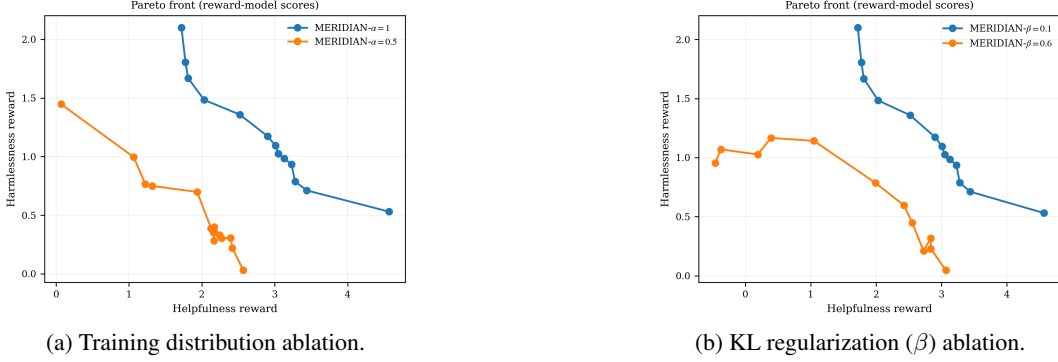 Pareto front (reward-model scores)
MERIDIAN-α = 1
MERIDIAN-α = 0.5
2.0
1.5
1.0
0.5
0.0
Harmlessness reward
0 1 2 3 4
Helpfulness reward
(a) Training distribution ablation.
Pareto front (reward-model scores)
MERIDIAN-β = 0.1
MERIDIAN-β = 0.6
2.0
1.5
1.0
0.5
0.0
Harmlessness reward
0 1 2 3 4
Helpfulness reward
(b) KL regularization (β) ablation.